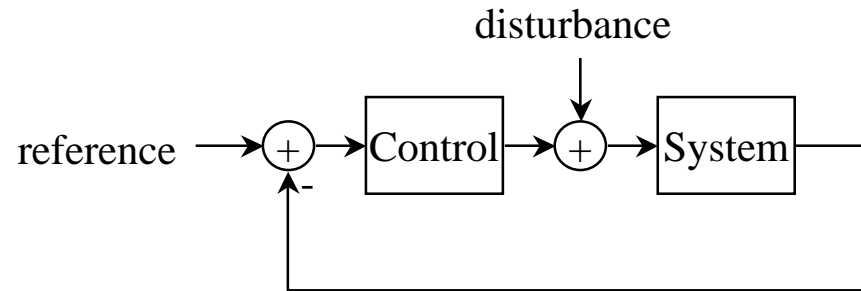 disturbance
reference + Control + System
-